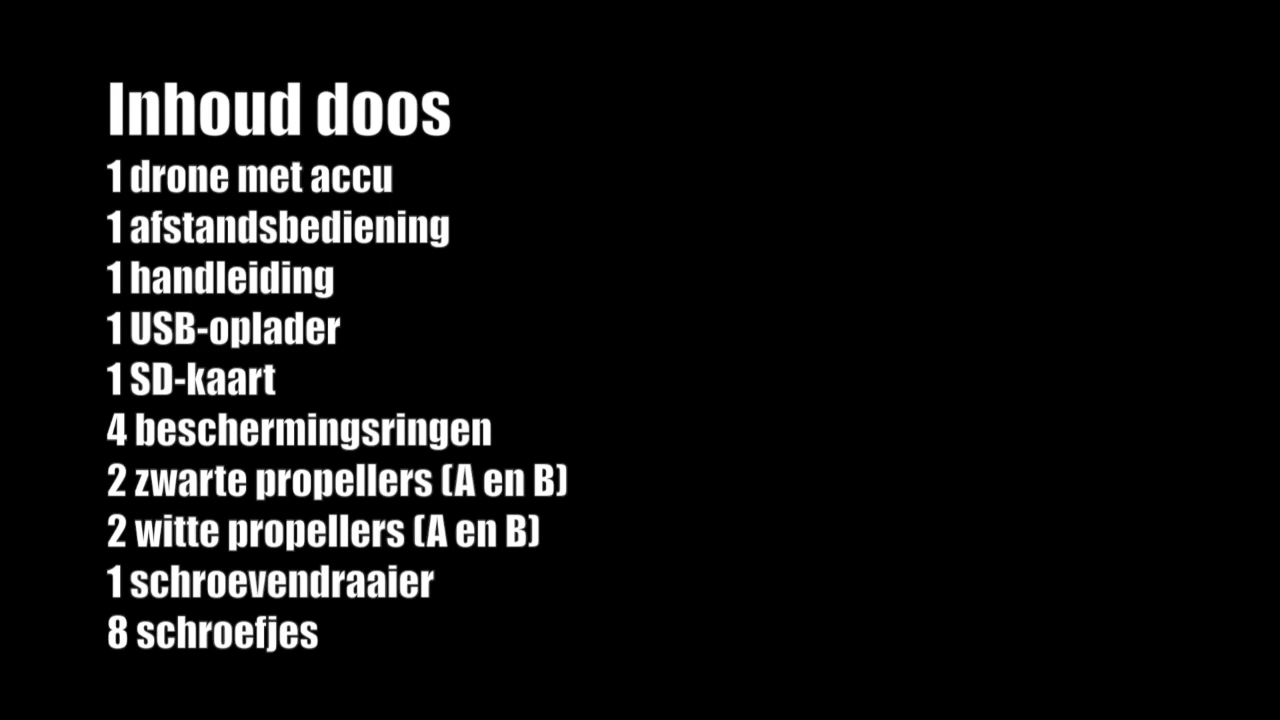 Inhoud doos
1 drone met accu
1 afstandsbediening
1 handleiding
1 USB-oplader
1 SD-kaart
4 beschermingsringen
2 zwarte propellers (A en B)
2 witte propellers (A en B)
1 schroevendraaier
8 schroefjes